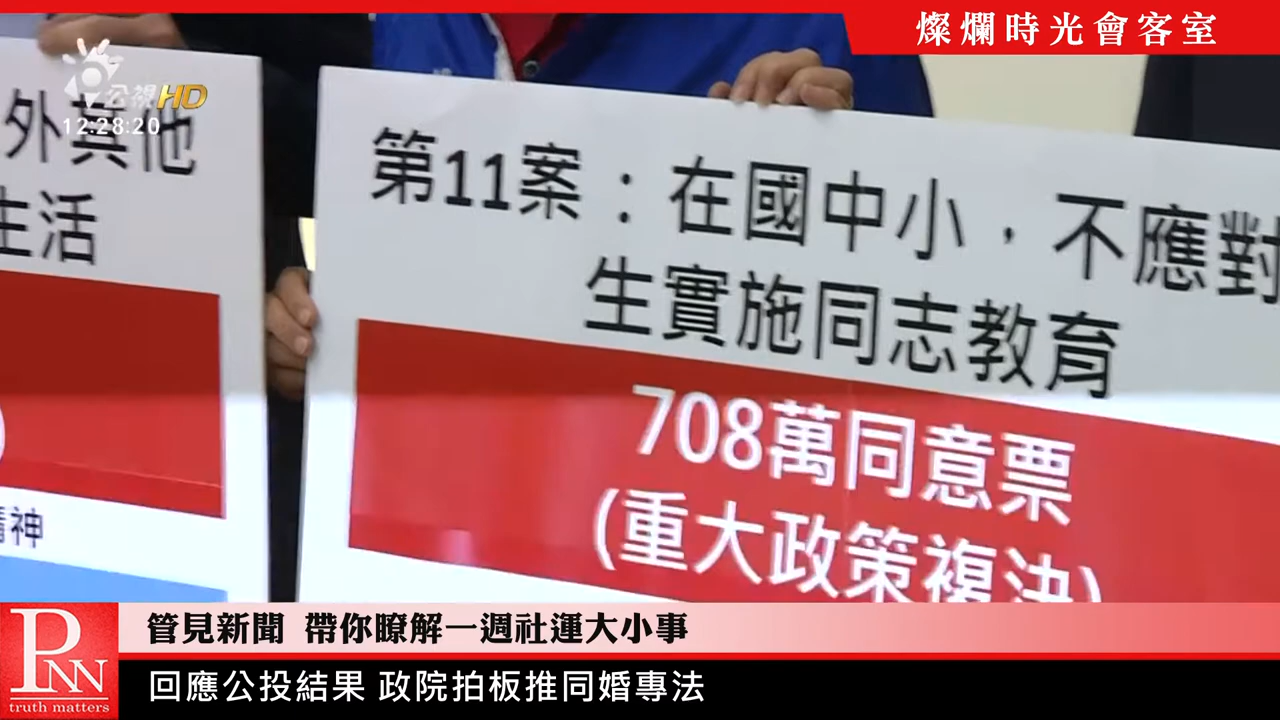 燦爛時光會客室
公視HD
12:28:20
外其他
生活
精神
第11案：在國中小，不應對
生實施同志教育
708萬同意票
(重大政策複決)
PNN
truth matters
管見新聞 帶你瞭解一週社運大小事
回應公投結果 政院拍板推同婚專法